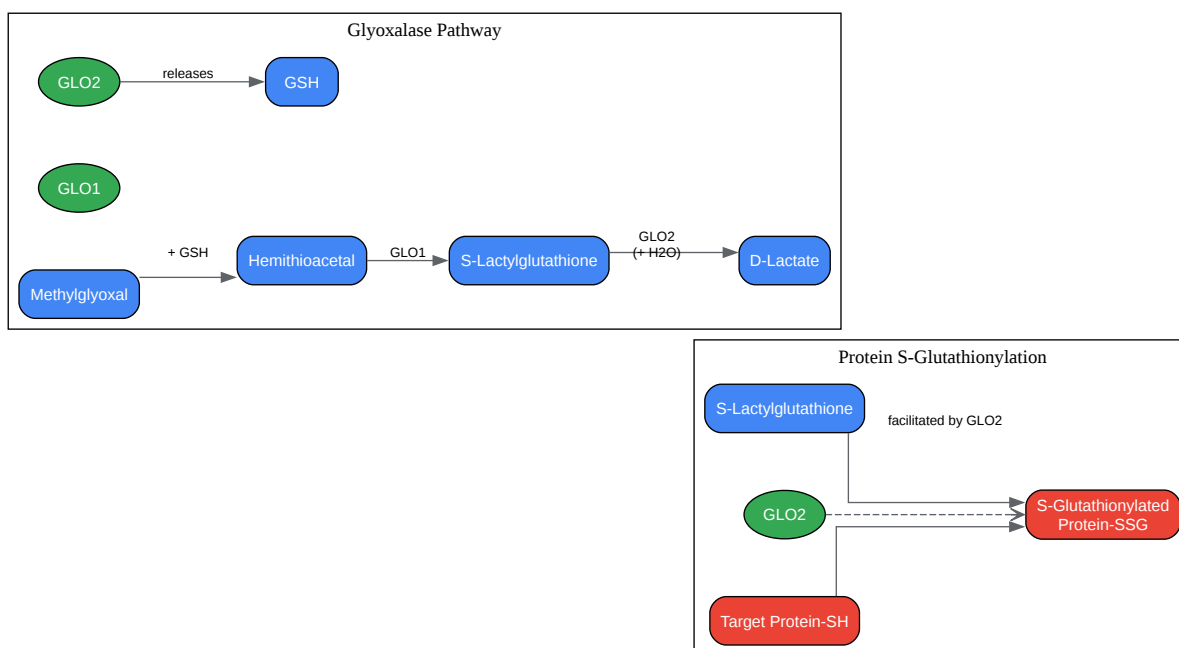 Glyoxalase Pathway
GLO2
releases
GSH
GLO1
+ GSH
Methylglyoxal
Hemithioacetal
GLO1
S-Lactylglutathione
GLO2
(+ H2O)
D-Lactate
Protein S-Glutathionylation
S-Lactylglutathione
facilitated by GLO2
GLO2
S-Glutathionylated
Protein-SSG
Target Protein-SH